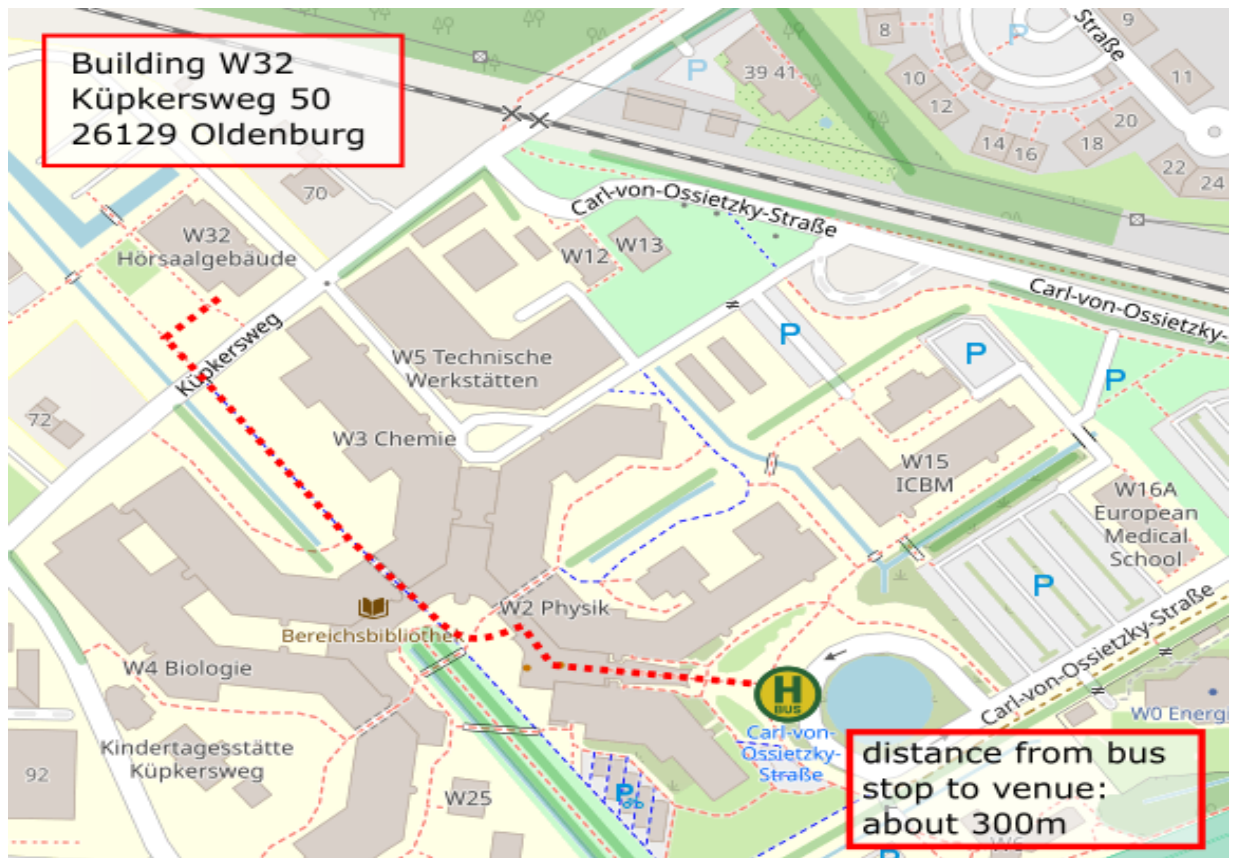 Building W32
Küpkersweg 50
26129 Oldenburg
Straße
9
8
P
39 41
10
11
12
20
14
16
18
22
24
70
Carl-von-Ossietzky-Straße
W32
Hörsaalgebäude
W12
W13
Carl-von-Ossietzky-
Küpkersweg
P
P
P
W5 Technische
Werkstätten
72
W3 Chemie
W15
ICBM
W16A
European
Medical
School
P
W2 Physik
Bereichsbibliothek
W4 Biologie
Carl-von-Ossietzky-Straße
H
BUS
Carl-von-
Ossietzky-
Straße
W0 Energi
Kindertagesstätte
Küpkersweg
92
W25
P
distance from bus
stop to venue:
about 300m